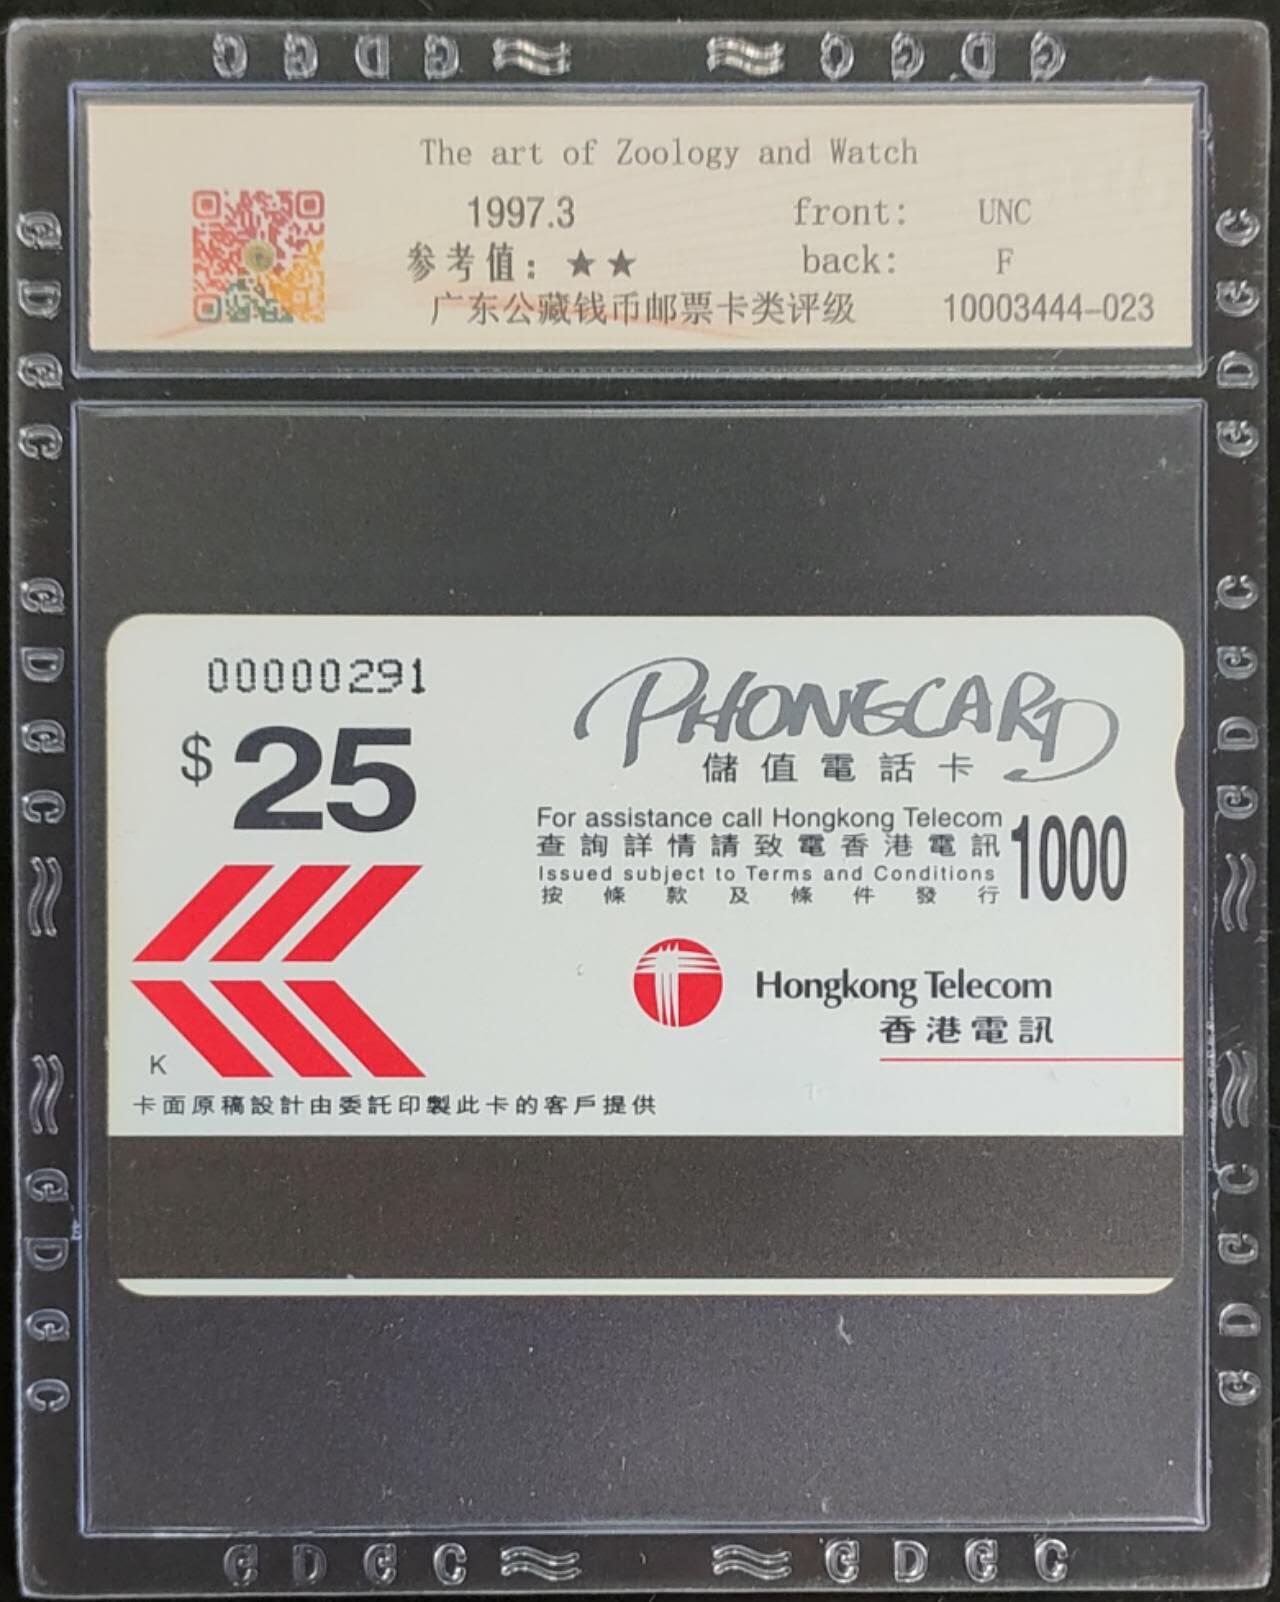 G D G C
The art of Zoology and Watch
1997.3 front: UNC
参考值：★★ back: F
广东公藏钱币邮票卡类评级 10003444-023
00000291
$25
PHONECARD
儲值電話卡
For assistance call Hongkong Telecom
查詢詳情請致電香港電訊
Issued subject to Terms and Conditions
按條款及條件發行
1000
Hongkong Telecom
香港電訊
K
卡面原稿設計由委託印製此卡的客戶提供
G D G C G D G C